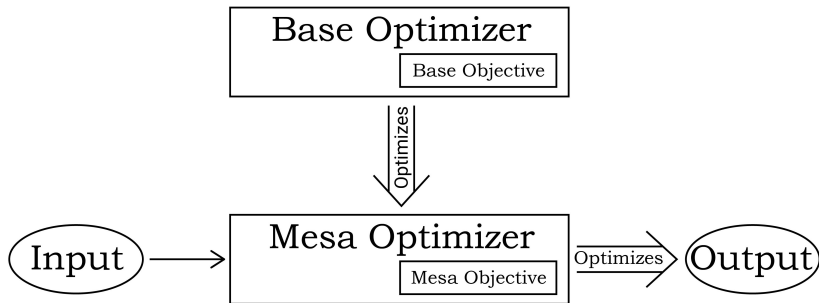 Base Optimizer
Base Objective
Optimizes
Mesa Optimizer
Mesa Objective
Input
Optimizes
Output